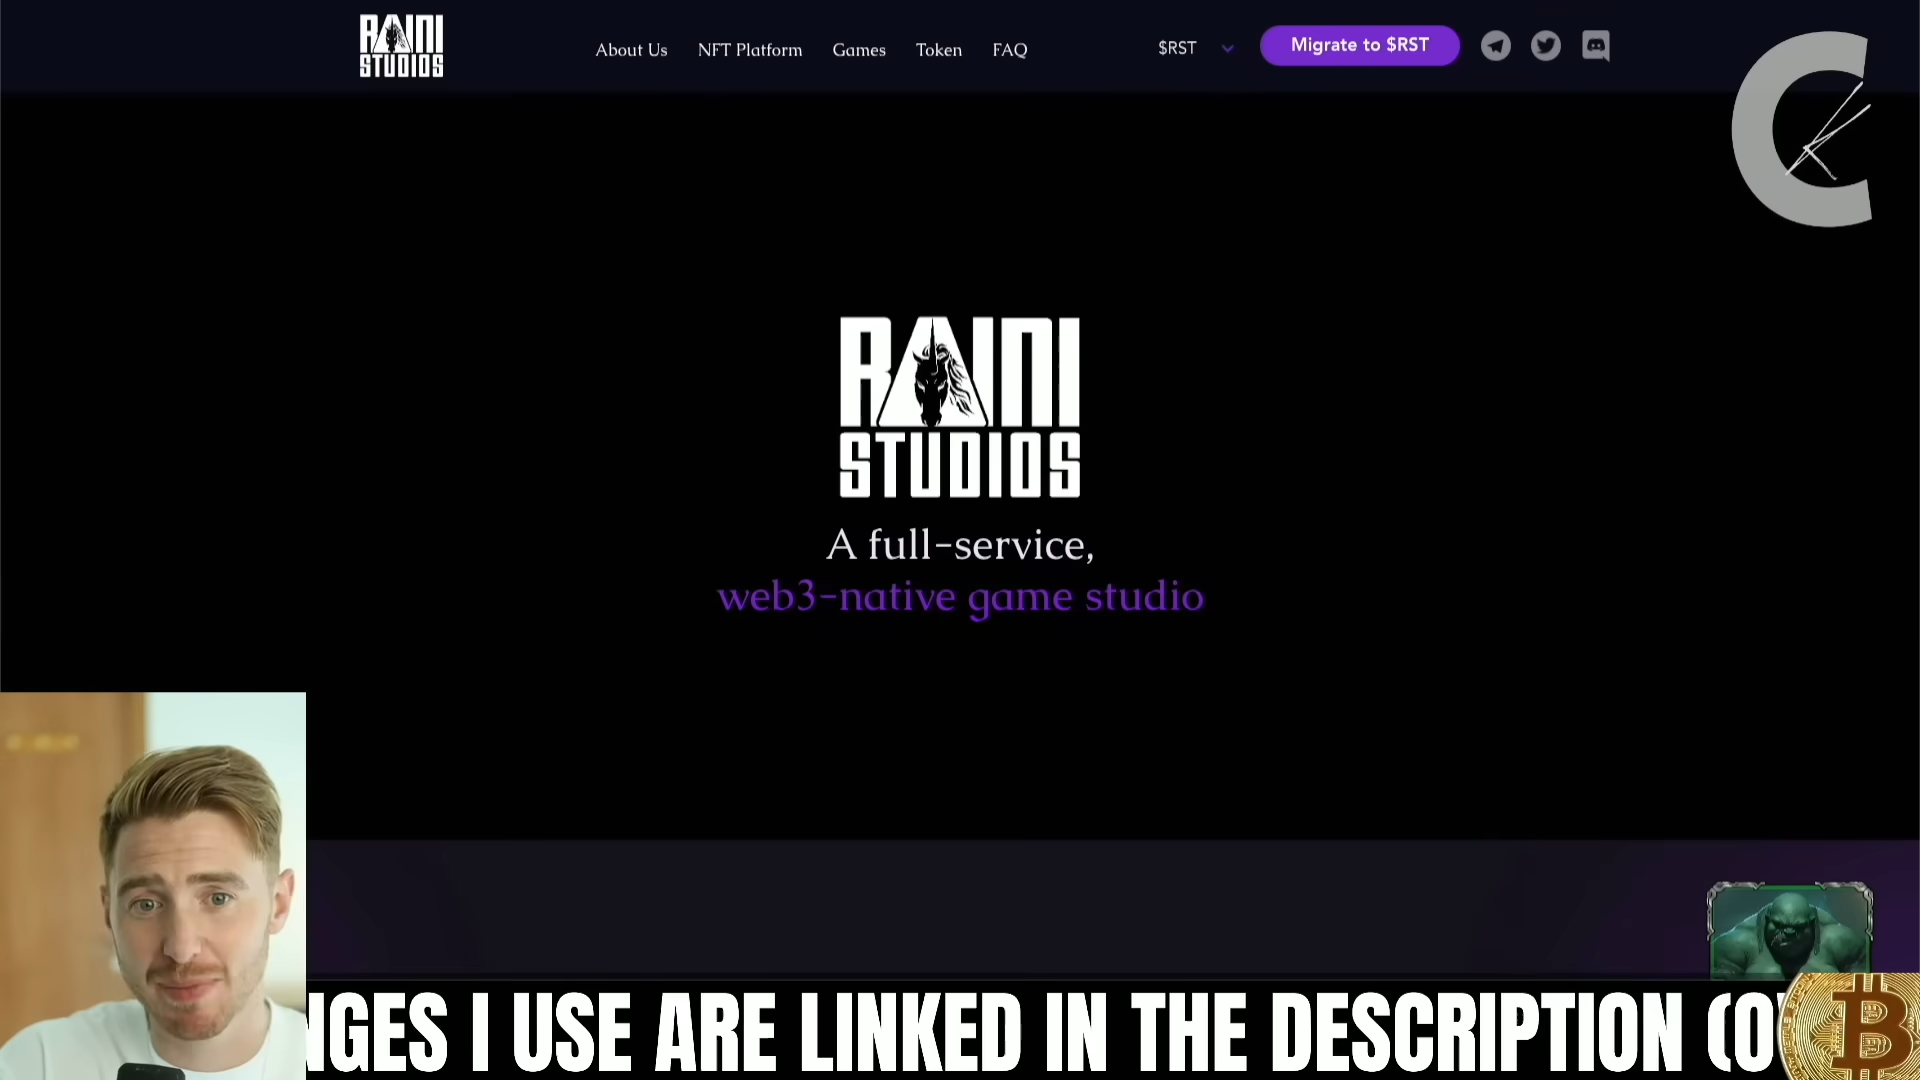 RAINI
STUDIOS
About Us
NFT Platform
Games
Token
FAQ
$RST
Migrate to $RST
RAINI
STUDIOS
A full-service,
web3-native game studio
NGES I USE ARE LINKED IN THE DESCRIPTION (O